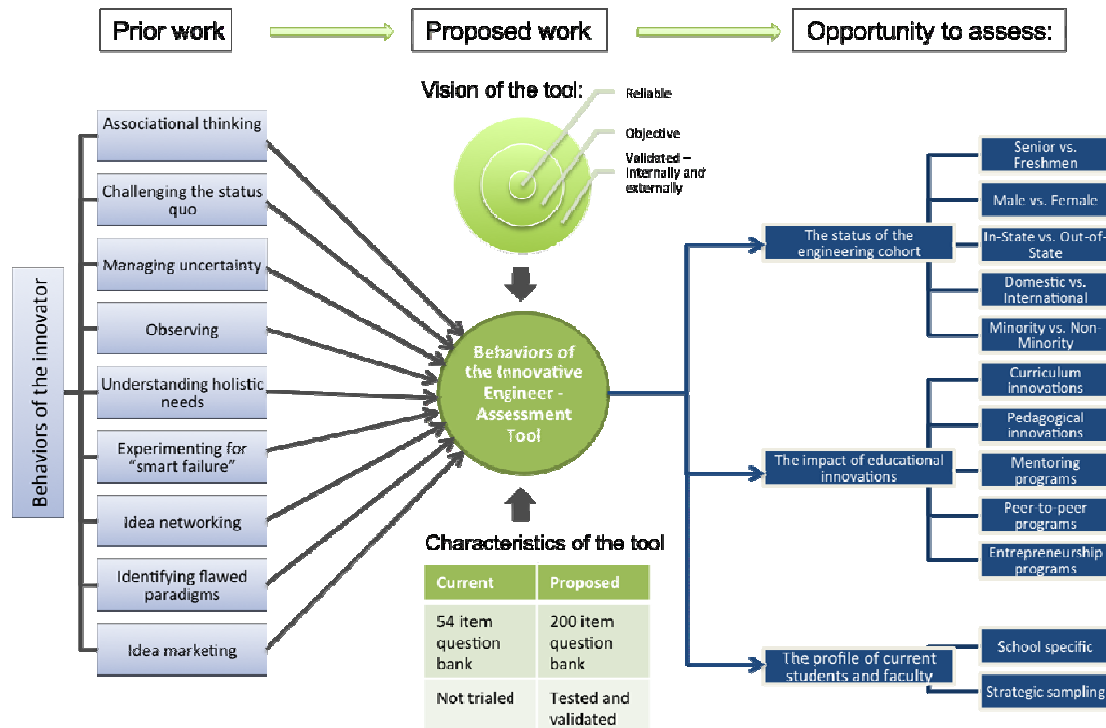 Prior work
Proposed work
Opportunity to assess:
Behaviors of the innovator
Associational thinking
Challenging the status
quo
Managing uncertainty
Observing
Understanding holistic
needs
Experimenting for
“smart failure”
Idea networking
Identifying flawed
paradigms
Idea marketing
Vision of the tool:
Reliable
Objective
Validated –
internally and
externally
Behaviors of
the Innovative
Engineer -
Assessment
Tool
Characteristics of the tool
Current
Proposed
54 item
question
bank
200 item
question
bank
Not trialed
Tested and
validated
The status of the
engineering cohort
Senior vs.
Freshmen
Male vs. Female
In-State vs. Out-of-
State
Domestic vs.
International
Minority vs. Non-
Minority
The impact of educational
innovations
Curriculum
innovations
Pedagogical
innovations
Mentoring
programs
Peer-to-peer
programs
Entrepreneurship
programs
The profile of current
students and faculty
School specific
Strategic sampling